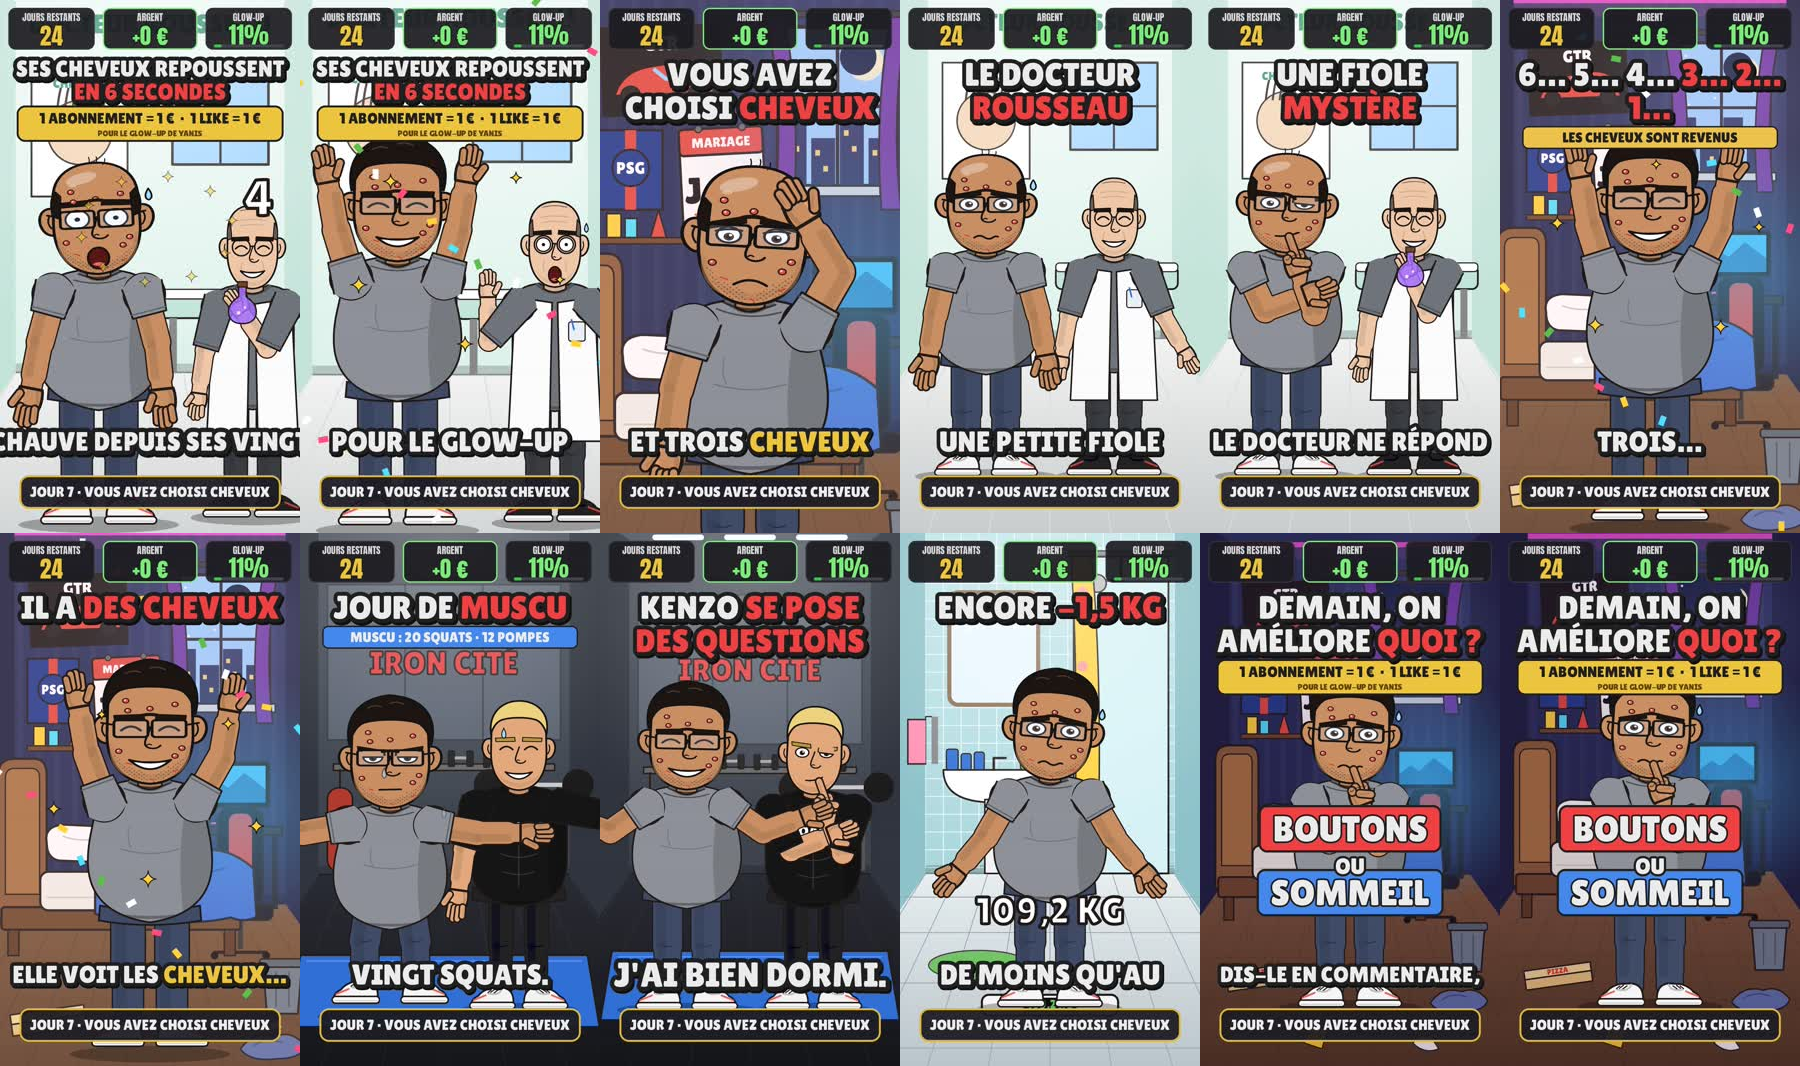 JOURS RESTANTS
24
ARGENT
+0 €
GLOW-UP
11%
SES CHEVEUX REPOUSSENT
EN 6 SECONDES
1 ABONNEMENT = 1 € · 1 LIKE = 1 €
POUR LE GLOW-UP DE YANIS
4
CHAUVE DEPUIS SES VINGT
JOUR 7 · VOUS AVEZ CHOISI CHEVEUX
JOURS RESTANTS
24
ARGENT
+0 €
GLOW-UP
11%
SES CHEVEUX REPOUSSENT
EN 6 SECONDES
1 ABONNEMENT = 1 € · 1 LIKE = 1 €
POUR LE GLOW-UP DE YANIS
POUR LE GLOW-UP
JOUR 7 · VOUS AVEZ CHOISI CHEVEUX
JOURS RESTANTS
24
ARGENT
+0 €
GLOW-UP
11%
GTR
VOUS AVEZ
CHOISI CHEVEUX
MARIAGE
PSG
J
ET TROIS CHEVEUX
JOUR 7 · VOUS AVEZ CHOISI CHEVEUX
JOURS RESTANTS
24
ARGENT
+0 €
GLOW-UP
11%
LE DOCTEUR
ROUSSEAU
UNE PETITE FIOLE
JOUR 7 · VOUS AVEZ CHOISI CHEVEUX
JOURS RESTANTS
24
ARGENT
+0 €
GLOW-UP
11%
UNE FIOLE
MYSTÈRE
LE DOCTEUR NE RÉPOND
JOUR 7 · VOUS AVEZ CHOISI CHEVEUX
JOURS RESTANTS
24
ARGENT
+0 €
GLOW-UP
11%
GTR
6... 5... 4... 3... 2...
1...
LES CHEVEUX SONT REVENUS
PSG
TROIS...
JOUR 7 · VOUS AVEZ CHOISI CHEVEUX
JOURS RESTANTS
24
ARGENT
+0 €
GLOW-UP
11%
GTR
IL A DES CHEVEUX
PSG
ELLE VOIT LES CHEVEUX...
JOUR 7 · VOUS AVEZ CHOISI CHEVEUX
JOURS RESTANTS
24
ARGENT
+0 €
GLOW-UP
11%
JOUR DE MUSCU
MUSCU : 20 SQUATS · 12 POMPES
IRON CITE
VINGT SQUATS.
JOUR 7 · VOUS AVEZ CHOISI CHEVEUX
JOURS RESTANTS
24
ARGENT
+0 €
GLOW-UP
11%
KENZO SE POSE
DES QUESTIONS
IRON CITE
J'AI BIEN DORMI.
JOUR 7 · VOUS AVEZ CHOISI CHEVEUX
JOURS RESTANTS
24
ARGENT
+0 €
GLOW-UP
11%
ENCORE -1,5 KG
109,2 KG
DE MOINS QU'AU
JOUR 7 · VOUS AVEZ CHOISI CHEVEUX
JOURS RESTANTS
24
ARGENT
+0 €
GLOW-UP
11%
DEMAIN, ON
AMÉLIORE QUOI ?
1 ABONNEMENT = 1 € · 1 LIKE = 1 €
POUR LE GLOW-UP DE YANIS
BOUTONS
OU
SOMMEIL
DIS-LE EN COMMENTAIRE,
JOUR 7 · VOUS AVEZ CHOISI CHEVEUX
JOURS RESTANTS
24
ARGENT
+0 €
GLOW-UP
11%
GTR
DEMAIN, ON
AMÉLIORE QUOI ?
1 ABONNEMENT = 1 € · 1 LIKE = 1 €
POUR LE GLOW-UP DE YANIS
BOUTONS
OU
SOMMEIL
PIZZA
JOUR 7 · VOUS AVEZ CHOISI CHEVEUX